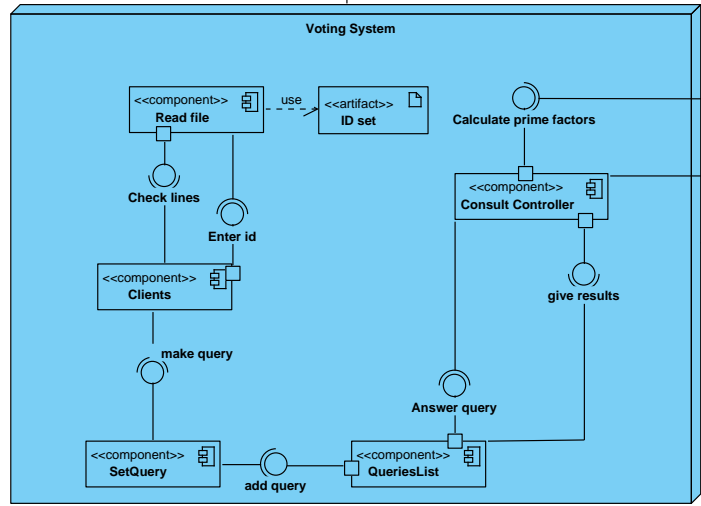 Voting System
<<component>>
Read file
use
<<artifact>>
ID set
Calculate prime factors
<<component>>
Consult Controller
Check lines
Enter id
<<component>>
Clients
give results
make query
Answer query
<<component>>
SetQuery
add query
<<component>>
QueriesList